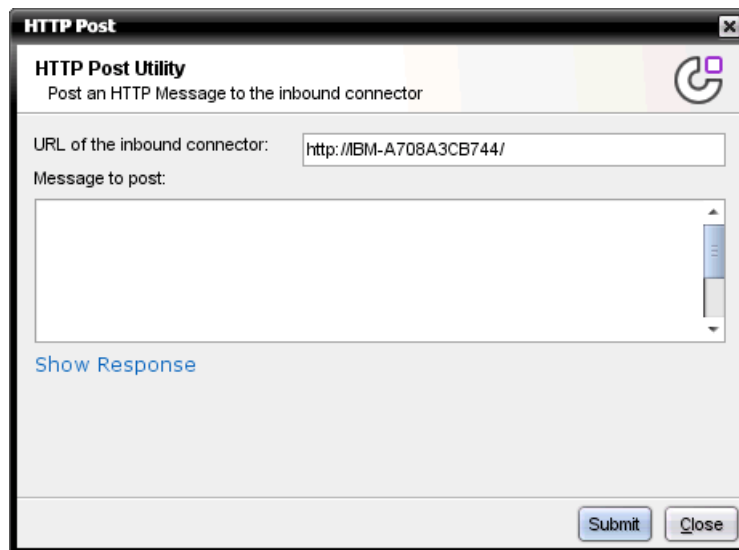 HTTP Post
HTTP Post Utility
Post an HTTP Message to the inbound connector
URL of the inbound connector: http://IBM-A708A3CB744/
Message to post:
Show Response
Submit Close